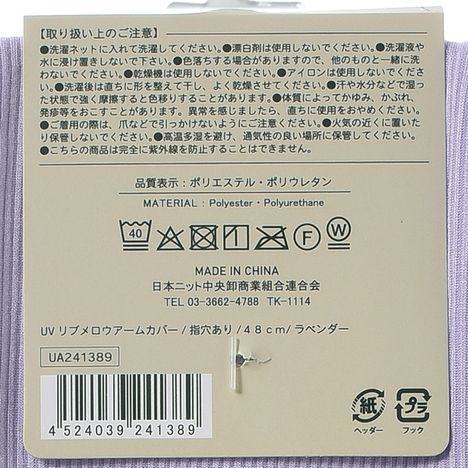 【取り扱い上のご注意】
●洗濯ネットに入れて洗濯してください。●漂白剤は使用しないでください。●洗濯液や
水に浸け置きしないで下さい。●色落ちする場合がありますので、他のものと一緒に洗
わないでください。●乾燥機は使用しないでください。●アイロンは使用しないでくださ
い。●洗濯後は直ちに形を整えて干し、よく乾燥させてください。●汗や水分などで湿っ
た状態で強く摩擦すると色移りすることがあります。●体質によってかゆみ、かぶれ、
発疹等をおこすことがあります。異常を感じましたら、直ちに使用をおやめください。
●ご着用の際は、爪などで引っかけないようにご注意ください。●火気の近くに置いた
り保管しないでください。●高温多湿を避け、通気性の良い場所に保管してください。
●こちらの商品は完全に紫外線を防止することはできません。
品質表示：ポリエステル・ポリウレタン
MATERIAL：Polyester・Polyurethane
40 1 F W
MADE IN CHINA
日本ニット中央卸商業組合連合会
TEL 03-3662-4788 TK-1114
UV リブメロウアームカバー/指穴あり/48cm/ラベンダー
UA241389
4 524039 241389
紙 プラ
ヘッダー フック